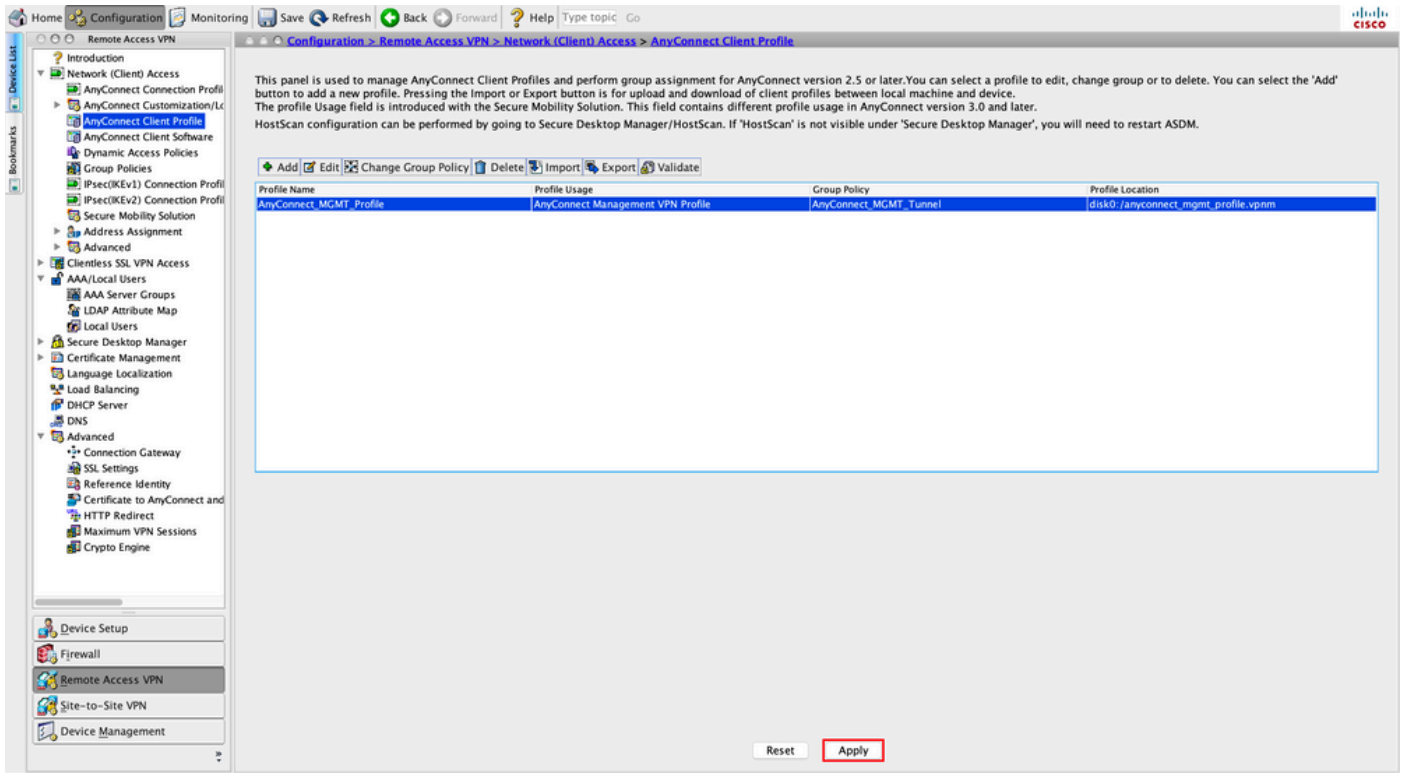 Home Configuration Monitoring Save Refresh Back Forward Help Type topic Go
CISCO
Device List
Bookmarks
Remote Access VPN
Introduction
Network (Client) Access
AnyConnect Connection Profil
AnyConnect Customization/Lo
AnyConnect Client Profile
AnyConnect Client Software
Dynamic Access Policies
Group Policies
IPsec(IKEv1) Connection Profil
IPsec(IKEv2) Connection Profil
Secure Mobility Solution
Address Assignment
Advanced
Clientless SSL VPN Access
AAA/Local Users
AAA Server Groups
LDAP Attribute Map
Local Users
Secure Desktop Manager
Certificate Management
Language Localization
Load Balancing
DHCP Server
DNS
Advanced
Connection Gateway
SSL Settings
Reference Identity
Certificate to AnyConnect and
HTTP Redirect
Maximum VPN Sessions
Crypto Engine
Device Setup
Firewall
Remote Access VPN
Site-to-Site VPN
Device Management
Configuration > Remote Access VPN > Network (Client) Access > AnyConnect Client Profile
This panel is used to manage AnyConnect Client Profiles and perform group assignment for AnyConnect version 2.5 or later.You can select a profile to edit, change group or to delete. You can select the 'Add'
button to add a new profile. Pressing the Import or Export button is for upload and download of client profiles between local machine and device.
The profile Usage field is introduced with the Secure Mobility Solution. This field contains different profile usage in AnyConnect version 3.0 and later.
HostScan configuration can be performed by going to Secure Desktop Manager/HostScan. If 'HostScan' is not visible under 'Secure Desktop Manager', you will need to restart ASDM.
Add Edit Change Group Policy Delete Import Export Validate
Profile Name Profile Usage Group Policy Profile Location
AnyConnect_MGMT_Profile AnyConnect Management VPN Profile AnyConnect_MGMT_Tunnel disk0:/anyconnect_mgmt_profile.vpnm
Reset Apply